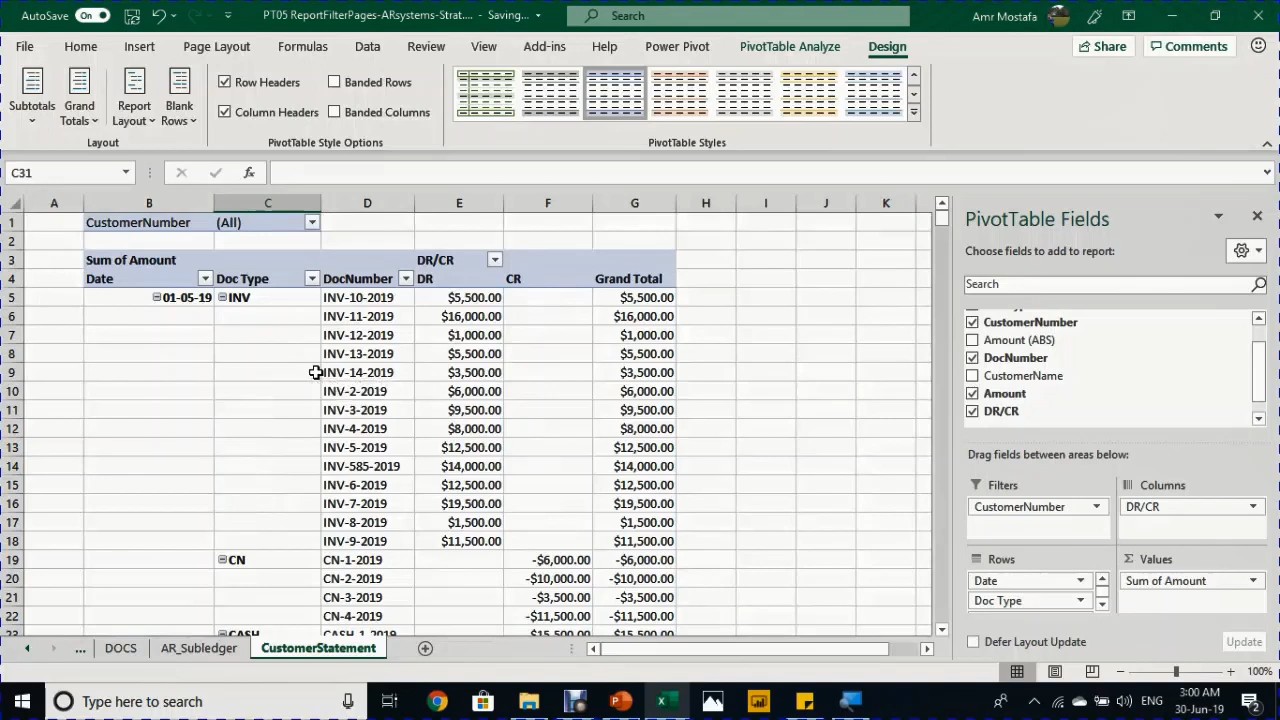 AutoSave On PT05 ReportFilterPages-ARsystems-Strat.... - Saving... Search Amr Mostafa
File Home Insert Page Layout Formulas Data Review View Add-ins Help Power Pivot PivotTable Analyze Design Share Comments
Subtotals Grand Totals Report Layout Blank Rows
Row Headers Banded Rows
Column Headers Banded Columns
Layout PivotTable Style Options PivotTable Styles
C31 fx
A B C D E F G H I J K
1 CustomerNumber (All)
2
3 Sum of Amount DR/CR
4 Date Doc Type DocNumber DR CR Grand Total
5 01-05-19 INV INV-10-2019 $5,500.00 $5,500.00
6 INV-11-2019 $16,000.00 $16,000.00
7 INV-12-2019 $1,000.00 $1,000.00
8 INV-13-2019 $5,500.00 $5,500.00
9 INV-14-2019 $3,500.00 $3,500.00
10 INV-2-2019 $6,000.00 $6,000.00
11 INV-3-2019 $9,500.00 $9,500.00
12 INV-4-2019 $8,000.00 $8,000.00
13 INV-5-2019 $12,500.00 $12,500.00
14 INV-585-2019 $14,000.00 $14,000.00
15 INV-6-2019 $12,500.00 $12,500.00
16 INV-7-2019 $19,500.00 $19,500.00
17 INV-8-2019 $1,500.00 $1,500.00
18 INV-9-2019 $11,500.00 $11,500.00
19 CN CN-1-2019 -$6,000.00 -$6,000.00
20 CN-2-2019 -$10,000.00 -$10,000.00
21 CN-3-2019 -$3,500.00 -$3,500.00
22 CN-4-2019 -$11,500.00 -$11,500.00
23 CASH CASH-1-2019 -$15,500.00 -$15,500.00
PivotTable Fields
Choose fields to add to report:
Search
CustomerNumber
Amount (ABS)
DocNumber
CustomerName
Amount
DR/CR
Drag fields between areas below:
Filters Columns
CustomerNumber DR/CR
Rows Σ Values
Date Sum of Amount
Doc Type
Defer Layout Update Update
... DOCS AR_Subledger CustomerStatement
100%
Type here to search ENG 3:00 AM
30-Jun-19 2